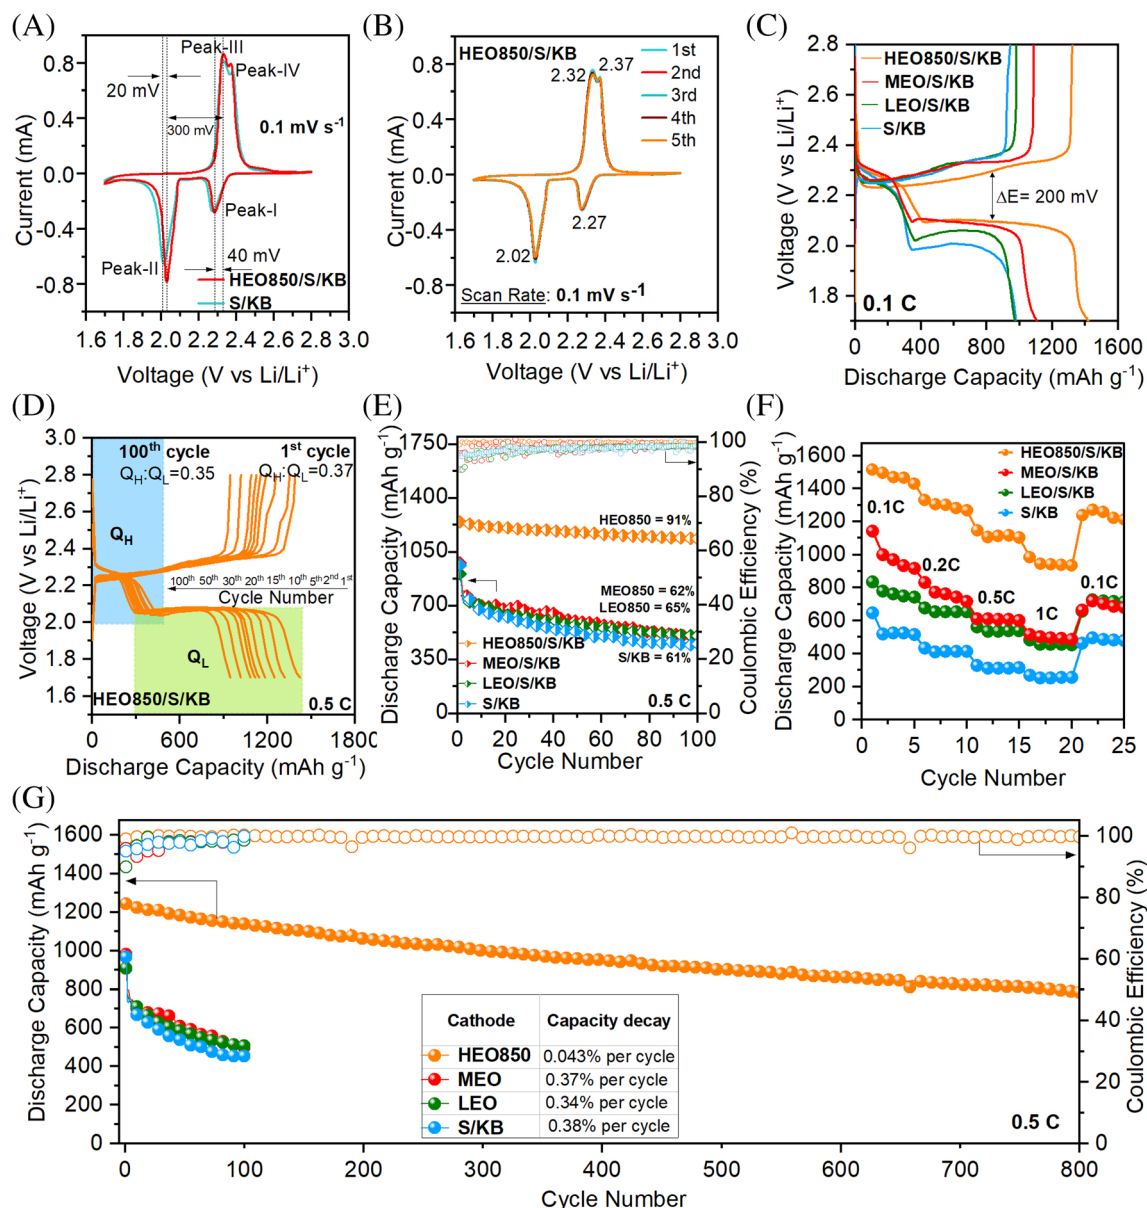 (A)
Peak-III
Peak-IV
20 mV
300 mV
0.1 mV s⁻¹
Peak-I
Peak-II
40 mV
HEO850/S/KB
S/KB
0.8
0.4
0.0
-0.4
-0.8
Current (mA)
1.6 1.8 2.0 2.2 2.4 2.6 2.8 3.0
Voltage (V vs Li/Li⁺)
(B)
HEO850/S/KB
1st
2nd
3rd
4th
5th
2.32
2.37
2.27
2.02
Scan Rate: 0.1 mV s⁻¹
0.8
0.4
0.0
-0.4
-0.8
Current (mA)
1.6 1.8 2.0 2.2 2.4 2.6 2.8 3.0
Voltage (V vs Li/Li⁺)
(C)
HEO850/S/KB
MEO/S/KB
LEO/S/KB
S/KB
ΔE= 200 mV
0.1 C
2.8
2.6
2.4
2.2
2.0
1.8
Voltage (V vs Li/Li⁺)
0 400 800 1200 1600
Discharge Capacity (mAh g⁻¹)
(D)
100th cycle
Q_H:Q_L=0.35
1st cycle
Q_H:Q_L=0.37
Q_H
100th 50th 30th 20th 15th 10th 5th 2nd 1st
Cycle Number
Q_L
HEO850/S/KB
0.5 C
3.0
2.8
2.6
2.4
2.2
2.0
1.8
1.6
Voltage (V vs Li/Li⁺)
0 600 1200 1800
Discharge Capacity (mAh g⁻¹)
(E)
HEO850 = 91%
MEO850 = 62%
LEO850 = 65%
HEO850/S/KB
MEO/S/KB
LEO/S/KB
S/KB
S/KB = 61%
0.5 C
1750
1400
1050
700
350
0
Discharge Capacity (mAh g⁻¹)
100
80
60
40
20
0
Coulombic Efficiency (%)
0 20 40 60 80 100
Cycle Number
(F)
HEO850/S/KB
MEO/S/KB
LEO/S/KB
S/KB
0.1C
0.2C
0.5C
1C
0.1C
1600
1400
1200
1000
800
600
400
200
0
Discharge Capacity (mAh g⁻¹)
0 5 10 15 20 25
Cycle Number
(G)
1600
1400
1200
1000
800
600
400
200
0
Discharge Capacity (mAh g⁻¹)
Cathode Capacity decay
HEO850 0.043% per cycle
MEO 0.37% per cycle
LEO 0.34% per cycle
S/KB 0.38% per cycle
0.5 C
100
80
60
40
20
0
Coulombic Efficiency (%)
0 100 200 300 400 500 600 700 800
Cycle Number